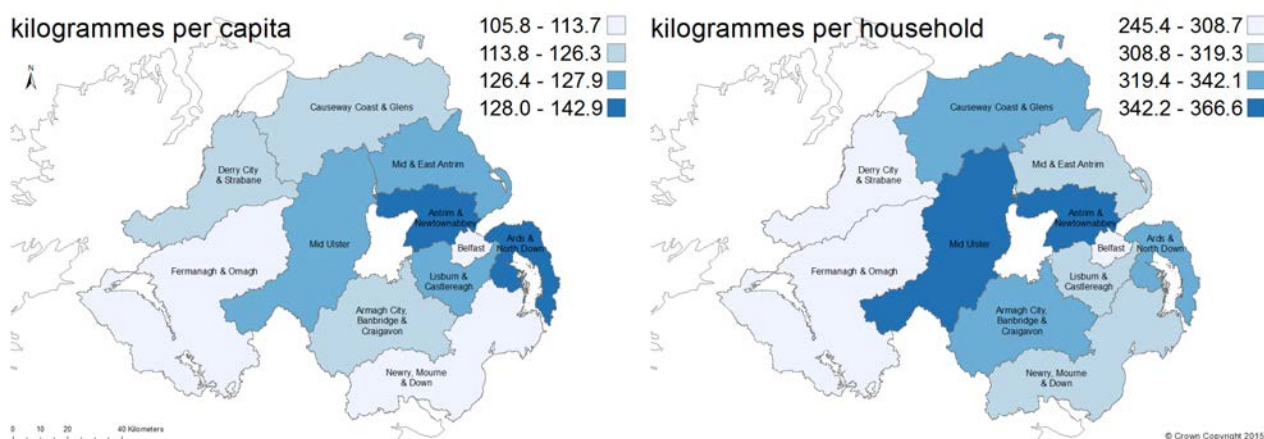 kilogrammes per capita
105.8 - 113.7
113.8 - 126.3
126.4 - 127.9
128.0 - 142.9
N
Causeway Coast & Glens
Derry City
& Strabane
Mid & East Antrim
Antrim &
Newtownabbey
Mid Ulster
Belfast
Ards &
North Down
Fermanagh & Omagh
Lisburn &
Castlereagh
Armagh City,
Banbridge &
Craigavon
Newry, Mourne
& Down
0 10 20 40 Kilometers
kilogrammes per household
245.4 - 308.7
308.8 - 319.3
319.4 - 342.1
342.2 - 366.6
Causeway Coast & Glens
Derry City
& Strabane
Mid & East Antrim
Antrim &
Newtownabbey
Mid Ulster
Belfast
Ards &
North Down
Fermanagh & Omagh
Lisburn &
Castlereagh
Armagh City,
Banbridge &
Craigavon
Newry, Mourne
& Down
© Crown Copyright 2015